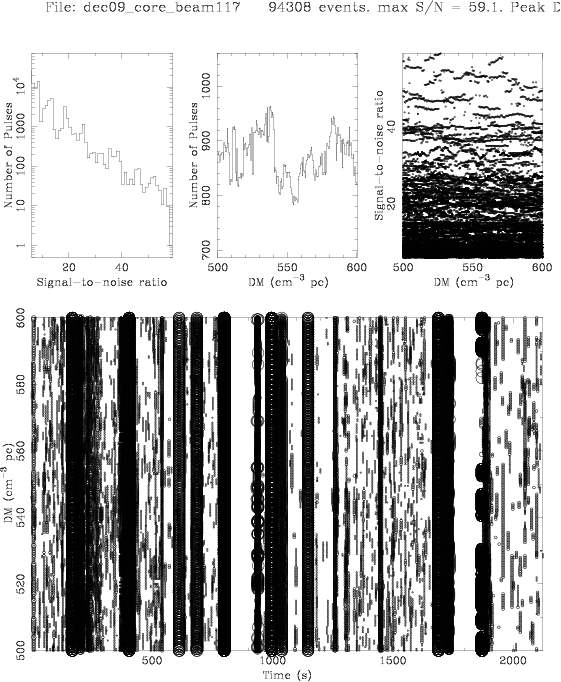 File: dec09_core_beam117 94308 events. max S/N = 59.1. Peak D
Number of Pulses
10⁴
1000
100
10
1
20 40
Signal-to-noise ratio
Number of Pulses
1000
900
800
700
500 550 600
DM (cm⁻³ pc)
Signal-to-noise ratio
40
20
500 550 600
DM (cm⁻³ pc)
DM (cm⁻³ pc)
600
580
560
540
520
500
500 1000 1500 2000
Time (s)